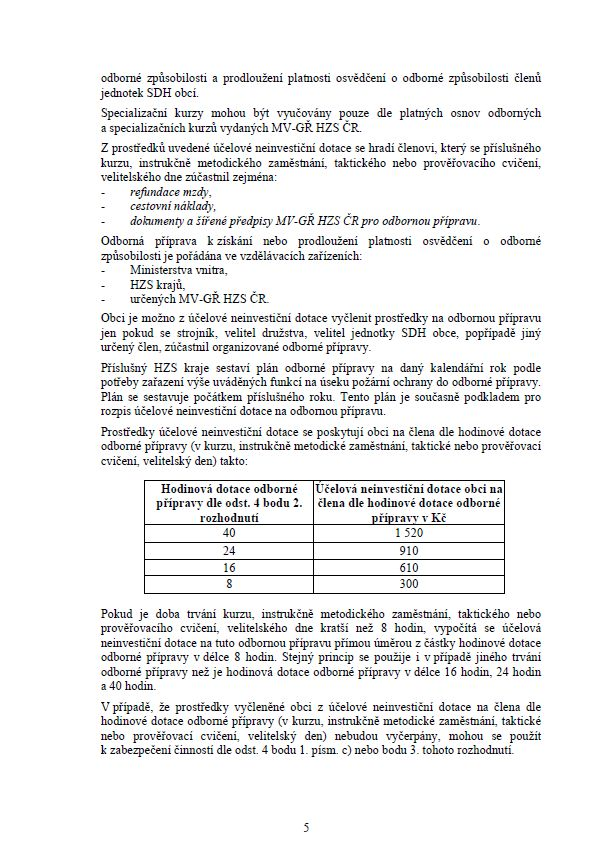 odborné způsobilosti a prodloužení platnosti osvědčení o odborné způsobilosti členů
jednotek SDH obcí.
Specializační kurzy mohou být vyučovány pouze dle platných osnov odborných
a specializačních kurzů vydaných MV-GŘ HZS ČR.
Z prostředků uvedené účelové neinvestiční dotace se hradí členovi, který se příslušného
kurzu, instrukčně metodického zaměstnání, taktického nebo prověřovacího cvičení,
velitelského dne zúčastnil zejména:
- refundace mzdy,
- cestovní náklady,
- dokumenty a šířené předpisy MV-GŘ HZS ČR pro odbornou přípravu.
Odborná příprava k získání nebo prodloužení platnosti osvědčení o odborné
způsobilosti je pořádána ve vzdělávacích zařízeních:
- Ministerstva vnitra,
- HZS krajů,
- určených MV-GŘ HZS ČR.
Obci je možno z účelové neinvestiční dotace vyčlenit prostředky na odbornou přípravu
jen pokud se strojník, velitel družstva, velitel jednotky SDH obce, popřípadě jiný
určený člen, zúčastnil organizované odborné přípravy.
Příslušný HZS kraje sestaví plán odborné přípravy na daný kalendářní rok podle
potřeby zařazení výše uváděných funkcí na úseku požární ochrany do odborné přípravy.
Plán se sestavuje počátkem příslušného roku. Tento plán je současně podkladem pro
rozpis účelové neinvestiční dotace na odbornou přípravu.
Prostředky účelové neinvestiční dotace se poskytují obci na člena dle hodinové dotace
odborné přípravy (v kurzu, instrukčně metodické zaměstnání, taktické nebo prověřovací
cvičení, velitelský den) takto:
Hodinová dotace odborné přípravy dle odst. 4 bodu 2. rozhodnutí
Účelová neinvestiční dotace obci na člena dle hodinové dotace odborné přípravy v Kč
40 1 520
24 910
16 610
8 300
Pokud je doba trvání kurzu, instrukčně metodického zaměstnání, taktického nebo
prověřovacího cvičení, velitelského dne kratší než 8 hodin, vypočítá se účelová
neinvestiční dotace na tuto odbornou přípravu přímou úměrou z částky hodinové dotace
odborné přípravy v délce 8 hodin. Stejný princip se použije i v případě jiného trvání
odborné přípravy než je hodinová dotace odborné přípravy v délce 16 hodin, 24 hodin
a 40 hodin.
V případě, že prostředky vyčleněné obci z účelové neinvestiční dotace na člena dle
hodinové dotace odborné přípravy (v kurzu, instrukčně metodické zaměstnání, taktické
nebo prověřovací cvičení, velitelský den) nebudou vyčerpány, mohou se použít
k zabezpečení činností dle odst. 4 bodu 1. písm. c) nebo bodu 3. tohoto rozhodnutí.
5